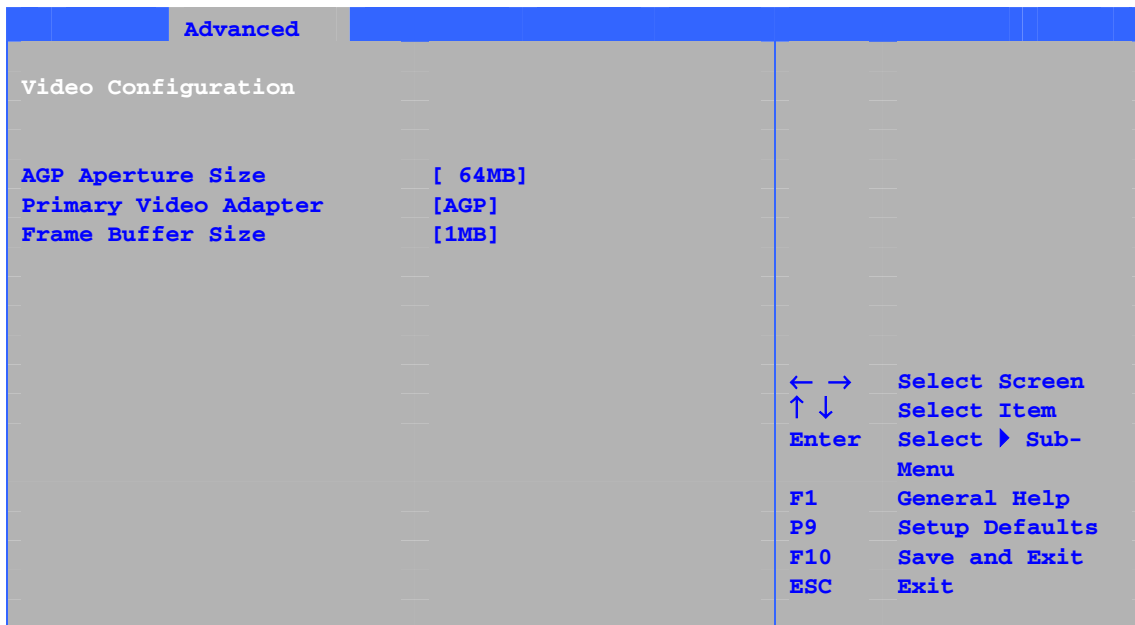 Advanced
Video Configuration
AGP Aperture Size [ 64MB]
Primary Video Adapter [AGP]
Frame Buffer Size [1MB]
← → Select Screen
↑ ↓ Select Item
Enter Select ▶ Sub-
Menu
F1 General Help
P9 Setup Defaults
F10 Save and Exit
ESC Exit